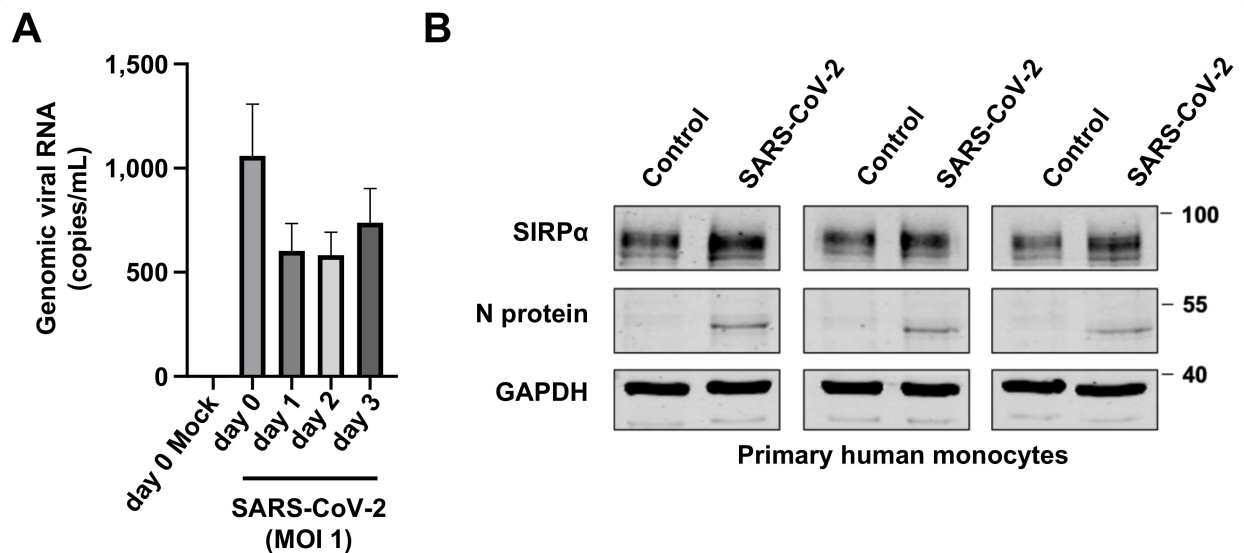 A
Genomic viral RNA
(copies/mL)
1,500
1,000
500
0
day 0 Mock
day 0
day 1
day 2
day 3
SARS-CoV-2
(MOI 1)
B
Control
SARS-CoV-2
Control
SARS-CoV-2
Control
SARS-CoV-2
SIRPα
100
N protein
55
GAPDH
40
Primary human monocytes